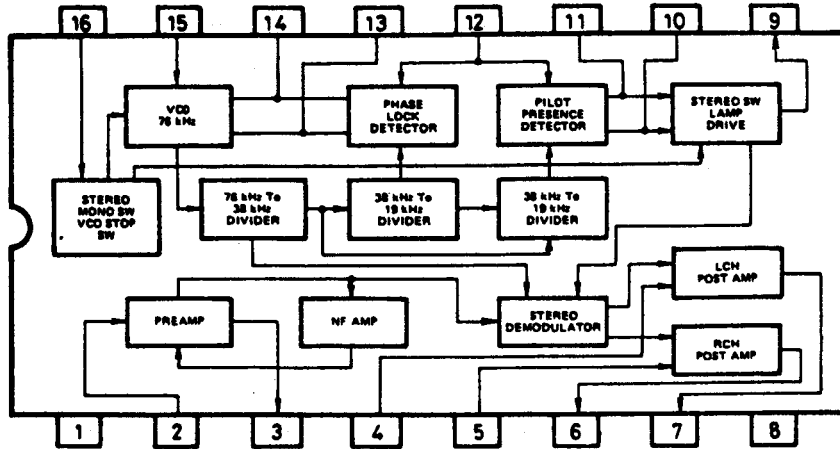 16 15 14 13 12 11 10 9
VCO
76 kHz
PHASE
LOCK
DETECTOR
PILOT
PRESENCE
DETECTOR
STEREO SW
LAMP
DRIVE
STEREO
MONO SW
VCO STOP
SW
76 kHz To
38 kHz
DIVIDER
38 kHz To
19 kHz
DIVIDER
38 kHz To
19 kHz
DIVIDER
PREAMP
NF AMP
STEREO
DEMODULATOR
LCH
POST AMP
RCH
POST AMP
1 2 3 4 5 6 7 8